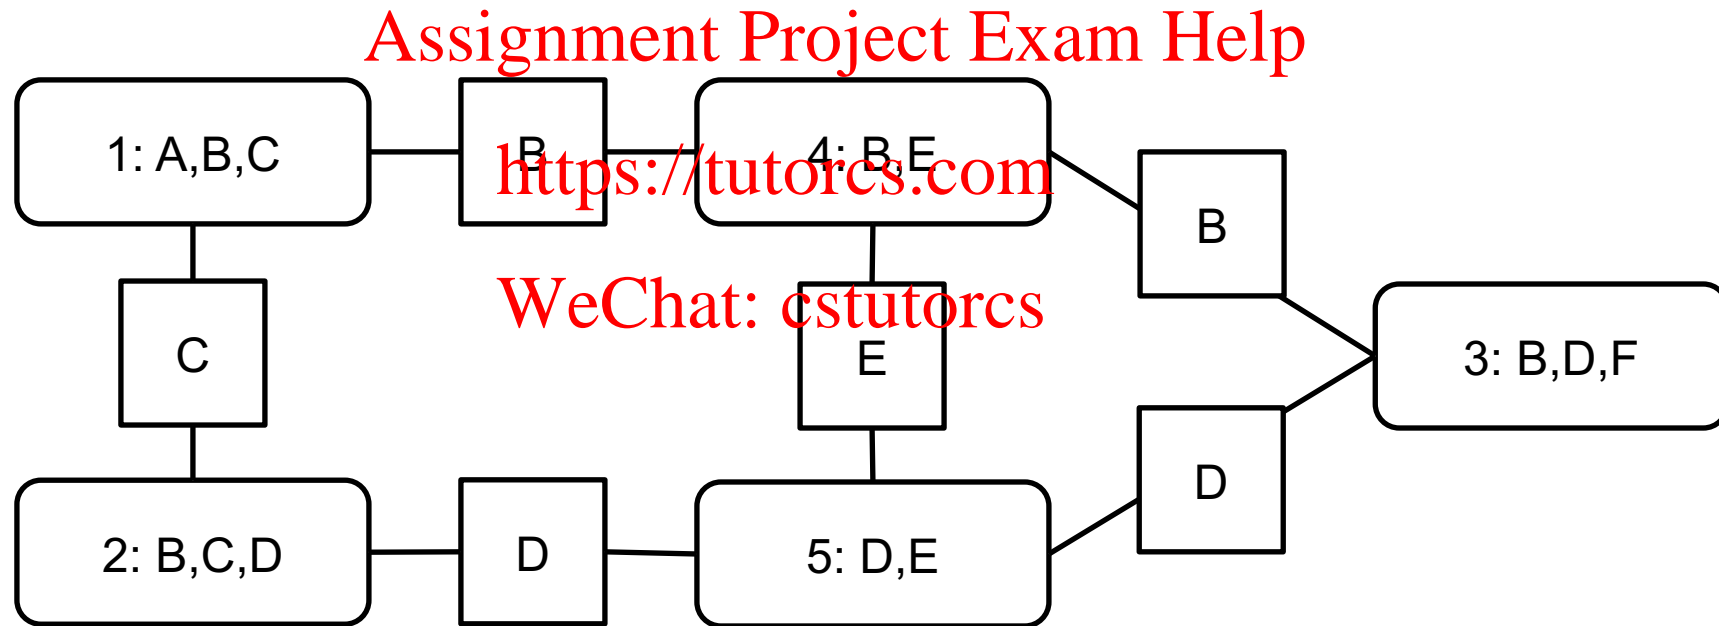 Assignment Project Exam Help
1: A,B,C
B
4: B,E
https://tutorcs.com
B
WeChat: cstutorcs
C
E
3: B,D,F
D
2: B,C,D
D
5: D,E